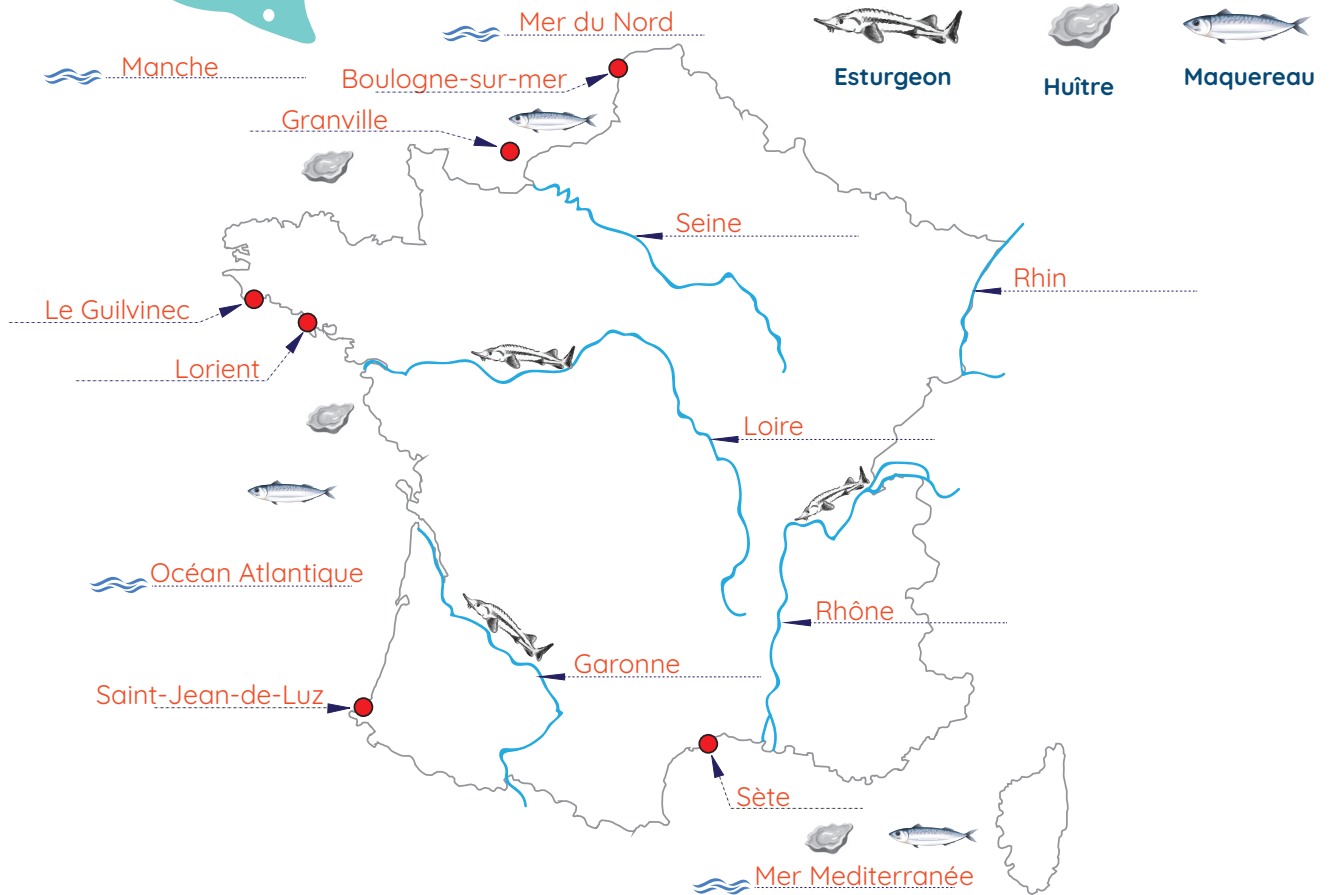 Mer du Nord
Manche
Boulogne-sur-mer
Esturgeon
Huître
Maquereau
Granville
Seine
Rhin
Le Guilvinec
Lorient
Loire
Océan Atlantique
Rhône
Garonne
Saint-Jean-de-Luz
Sète
Mer Mediterranée